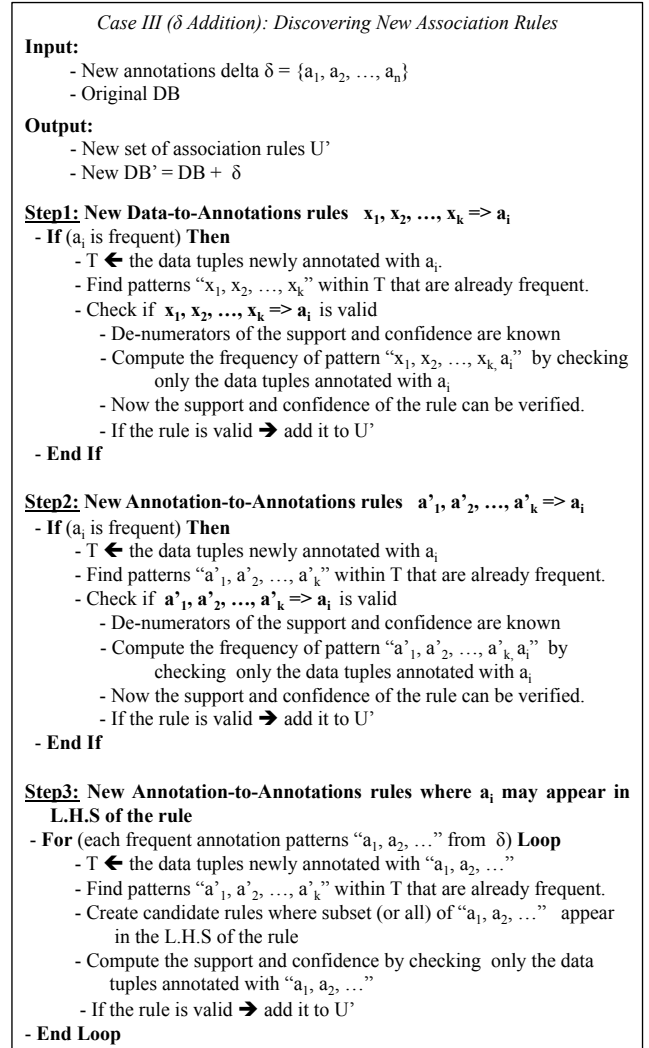 Case III (δ Addition): Discovering New Association Rules
Input:
- New annotations delta δ = {a₁, a₂, …, aₙ}
- Original DB
Output:
- New set of association rules U’
- New DB’ = DB + δ
Step1: New Data-to-Annotations rules x₁, x₂, …, xₖ => aᵢ
- If (aᵢ is frequent) Then
- T 🡸 the data tuples newly annotated with aᵢ.
- Find patterns “x₁, x₂, …, xₖ” within T that are already frequent.
- Check if x₁, x₂, …, xₖ => aᵢ is valid
- De-numerators of the support and confidence are known
- Compute the frequency of pattern “x₁, x₂, …, xₖ, aᵢ” by checking
only the data tuples annotated with aᵢ
- Now the support and confidence of the rule can be verified.
- If the rule is valid ➔ add it to U’
- End If
Step2: New Annotation-to-Annotations rules a’₁, a’₂, …, a’ₖ => aᵢ
- If (aᵢ is frequent) Then
- T 🡸 the data tuples newly annotated with aᵢ
- Find patterns “a’₁, a’₂, …, a’ₖ” within T that are already frequent.
- Check if a’₁, a’₂, …, a’ₖ => aᵢ is valid
- De-numerators of the support and confidence are known
- Compute the frequency of pattern “a’₁, a’₂, …, a’ₖ, aᵢ” by
checking only the data tuples annotated with aᵢ
- Now the support and confidence of the rule can be verified.
- If the rule is valid ➔ add it to U’
- End If
Step3: New Annotation-to-Annotations rules where aᵢ may appear in
L.H.S of the rule
- For (each frequent annotation patterns “a₁, a₂, …” from δ) Loop
- T 🡸 the data tuples newly annotated with “a₁, a₂, …”
- Find patterns “a’₁, a’₂, …, a’ₖ” within T that are already frequent.
- Create candidate rules where subset (or all) of “a₁, a₂, …” appear
in the L.H.S of the rule
- Compute the support and confidence by checking only the data
tuples annotated with “a₁, a₂, …”
- If the rule is valid ➔ add it to U’
- End Loop